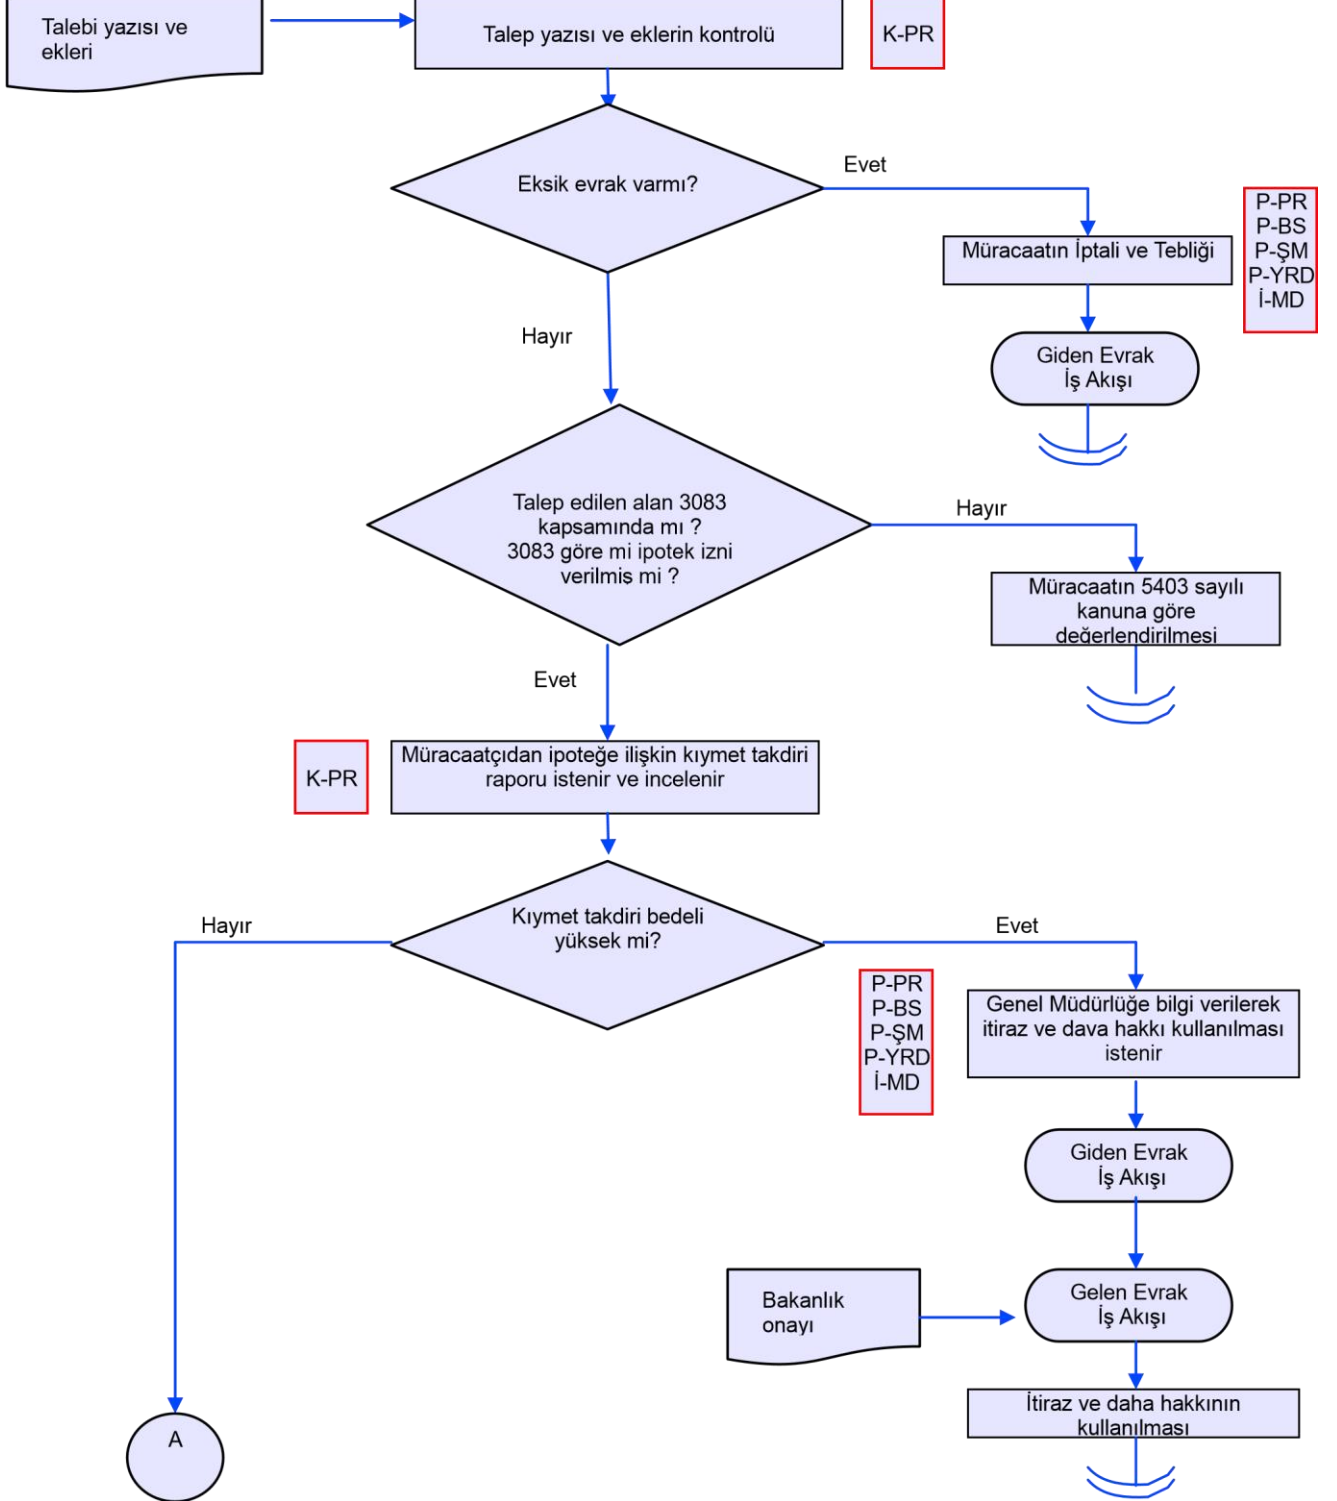 Talebi yazısı ve
ekleri
Talep yazısı ve eklerin kontrolü
K-PR
Eksik evrak varmı?
Evet
P-PR
P-BS
P-ŞM
P-YRD
İ-MD
Müracaatın İptali ve Tebliği
Hayır
Giden Evrak
İş Akışı
Talep edilen alan 3083
kapsamında mı ?
3083 göre mi ipotek izni
verilmiş mi ?
Hayır
Müracaatın 5403 sayılı
kanuna göre
değerlendirilmesi
Evet
K-PR
Müracaatçıdan ipoteğe ilişkin kıymet takdiri
raporu istenir ve incelenir
Hayır
Kıymet takdiri bedeli
yüksek mi?
Evet
P-PR
P-BS
P-ŞM
P-YRD
İ-MD
Genel Müdürlüğe bilgi verilerek
itiraz ve dava hakkı kullanılması
istenir
Giden Evrak
İş Akışı
Bakanlık
onayı
Gelen Evrak
İş Akışı
İtiraz ve daha hakkının
kullanılması
A